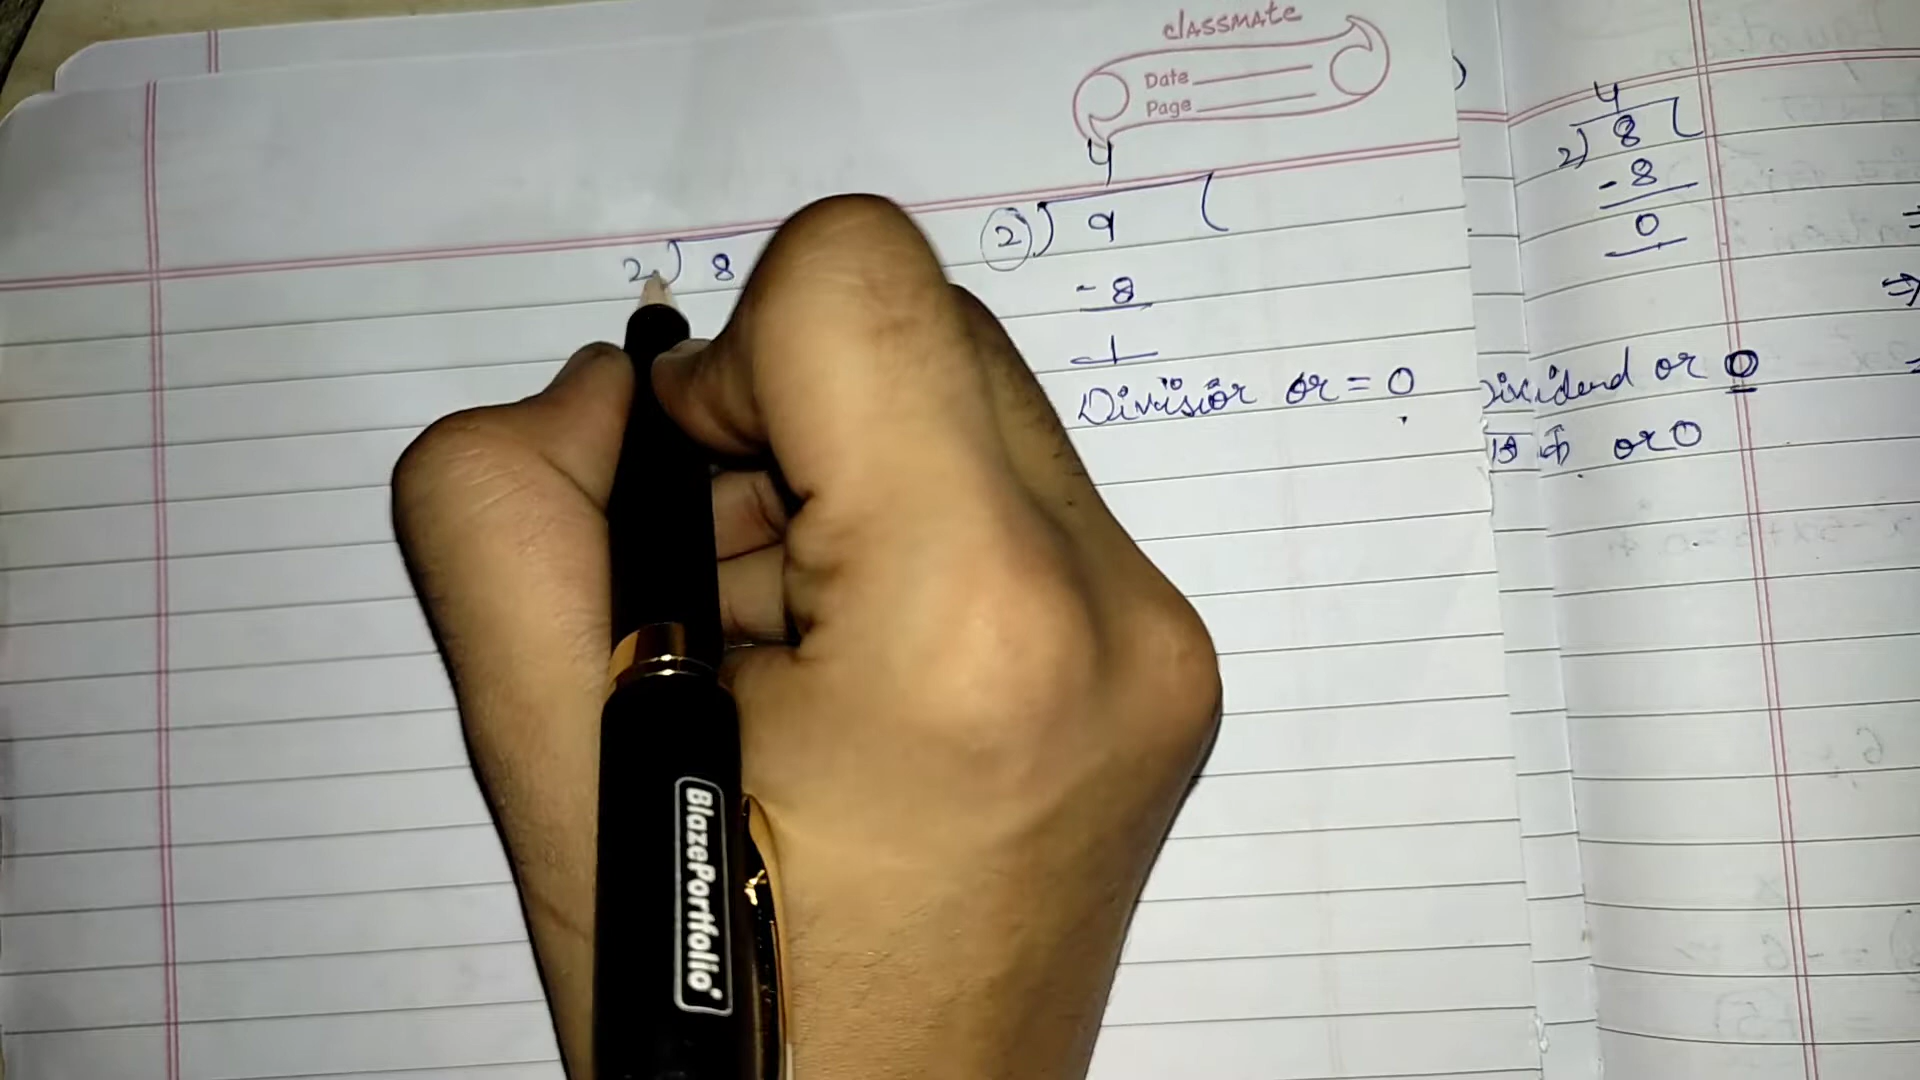 classmate
Date
Page
4
2) 9 (
- 8
1
Divisior or = 0
2) 8
4
2) 8 (
- 8
0
Dividend or 0
or 0
BlazePortfolio